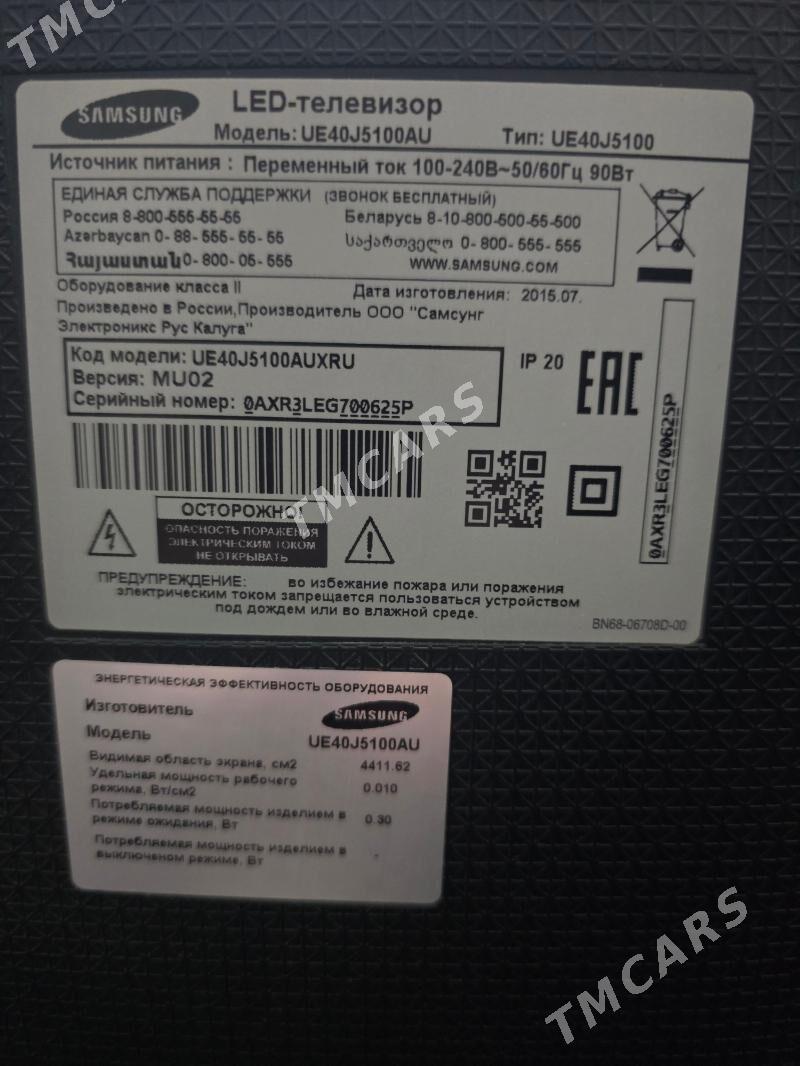 TMCARS
SAMSUNG
LED-телевизор
Модель: UE40J5100AU Тип: UE40J5100
Источник питания : Переменный ток 100-240В~50/60Гц 90Вт
ЕДИНАЯ СЛУЖБА ПОДДЕРЖКИ (ЗВОНОК БЕСПЛАТНЫЙ)
Россия 8-800-555-55-55 Беларусь 8-10-800-500-55-500
Azərbaycan 0- 88- 555- 55- 55 საქართველო 0- 800- 555- 555
Հայաստան 0- 800- 05- 555 WWW.SAMSUNG.COM
Оборудование класса II Дата изготовления: 2015.07.
Произведено в России,Производитель ООО "Самсунг
Электроникс Рус Калуга"
Код модели: UE40J5100AUXRU
Версия: MU02
Серийный номер: 0AXR3LEG700625P
IP 20
EAC
0AXR3LEG700625P
TMCARS
ОСТОРОЖНО!
ОПАСНОСТЬ ПОРАЖЕНИЯ
ЭЛЕКТРИЧЕСКИМ ТОКОМ
НЕ ОТКРЫВАТЬ
ПРЕДУПРЕЖДЕНИЕ: во избежание пожара или поражения
электрическим током запрещается пользоваться устройством
под дождем или во влажной среде.
BN68-06708D-00
ЭНЕРГЕТИЧЕСКАЯ ЭФФЕКТИВНОСТЬ ОБОРУДОВАНИЯ
Изготовитель SAMSUNG
Модель UE40J5100AU
Видимая область экрана, см2 4411.62
Удельная мощность рабочего
режима, Вт/см2 0.010
Потребляемая мощность изделием в
режиме ожидания, Вт 0.30
Потребляемая мощность изделием в
выключеном режиме, Вт -
TMCARS